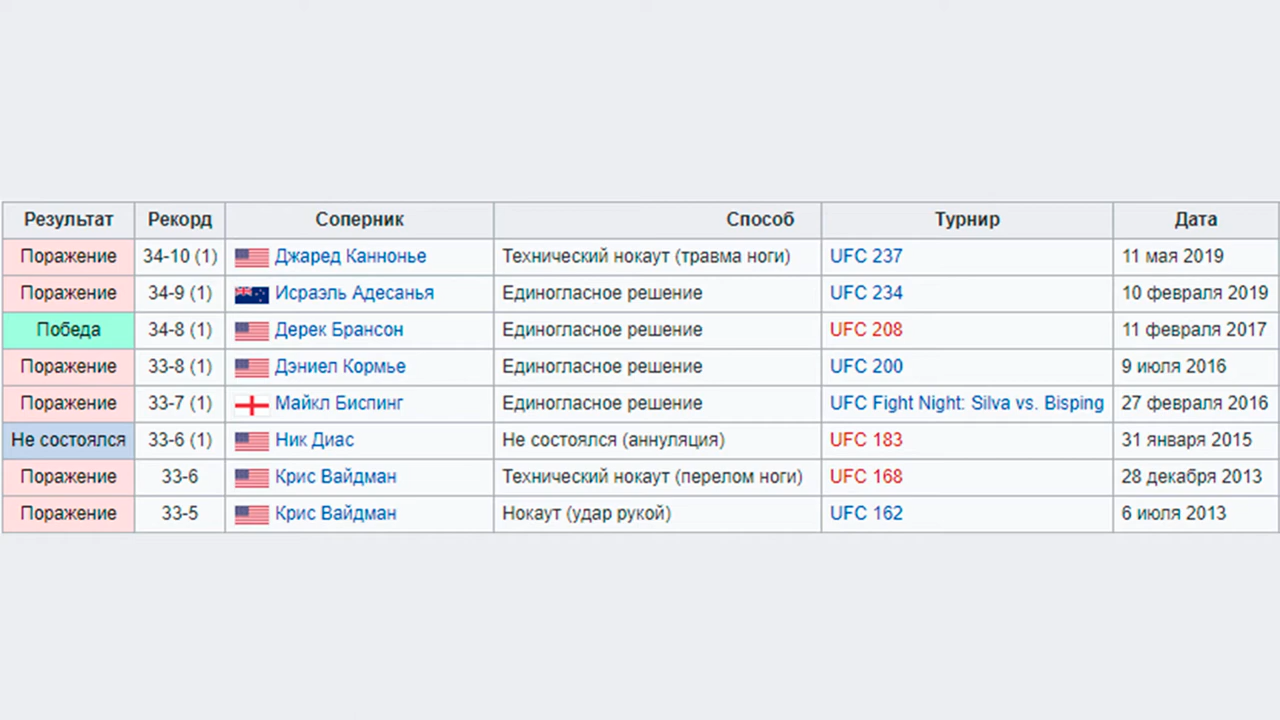 Результат Рекорд Соперник Способ Турнир Дата
Поражение 34-10 (1) Джаред Каннонье Технический нокаут (травма ноги) UFC 237 11 мая 2019
Поражение 34-9 (1) Исраэль Адесанья Единогласное решение UFC 234 10 февраля 2019
Победа 34-8 (1) Дерек Брансон Единогласное решение UFC 208 11 февраля 2017
Поражение 33-8 (1) Дэниел Кормье Единогласное решение UFC 200 9 июля 2016
Поражение 33-7 (1) Майкл Биспинг Единогласное решение UFC Fight Night: Silva vs. Bisping 27 февраля 2016
Не состоялся 33-6 (1) Ник Диас Не состоялся (аннуляция) UFC 183 31 января 2015
Поражение 33-6 Крис Вайдман Технический нокаут (перелом ноги) UFC 168 28 декабря 2013
Поражение 33-5 Крис Вайдман Нокаут (удар рукой) UFC 162 6 июля 2013